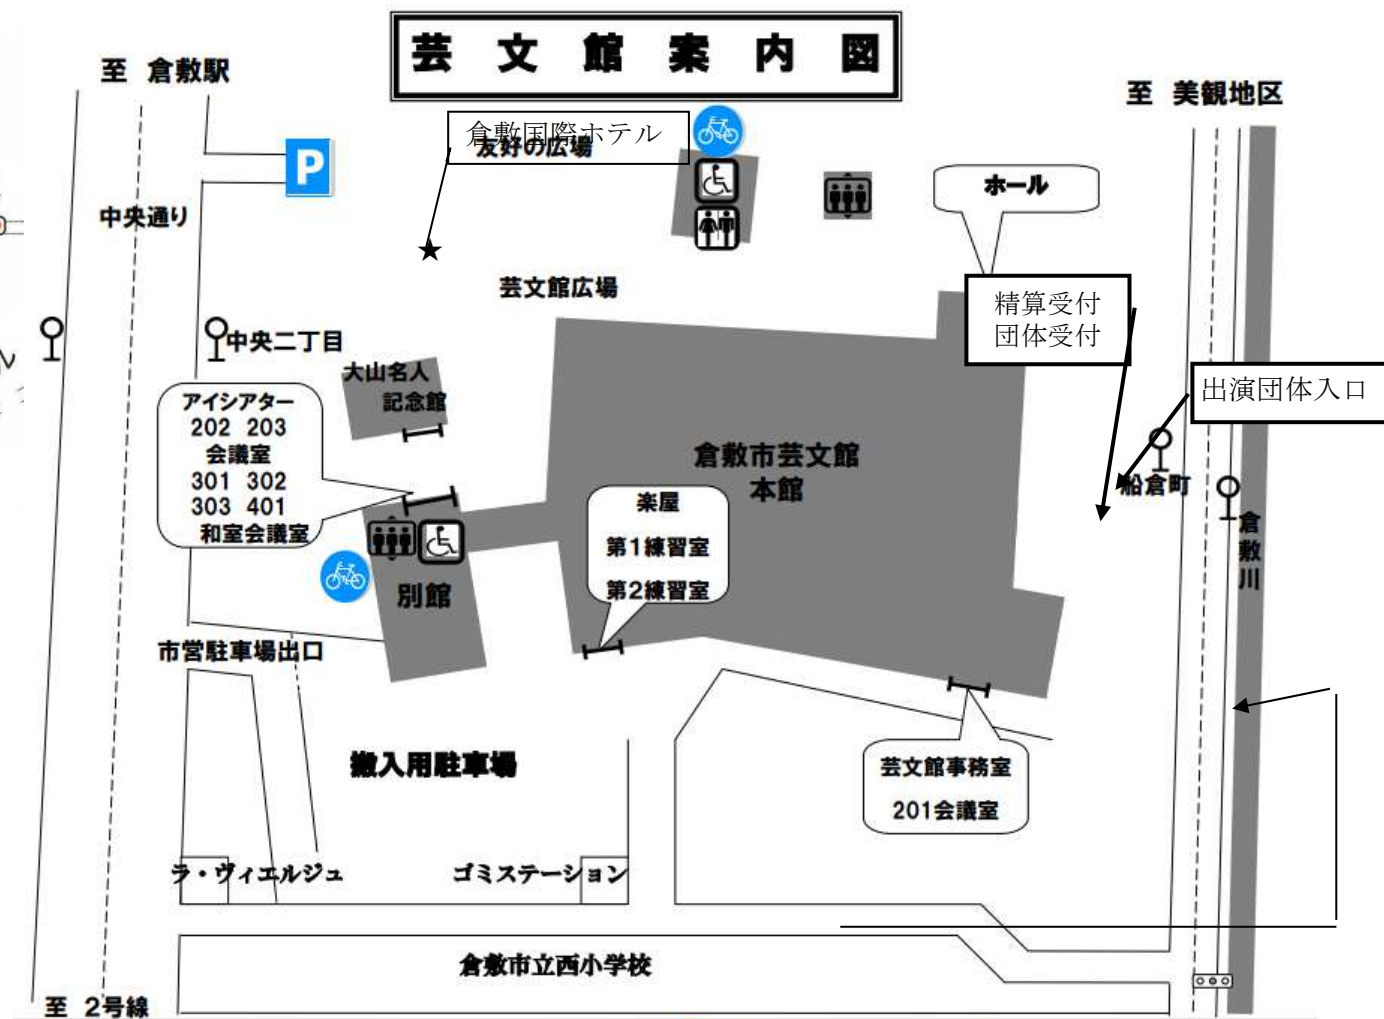 芸文館案内図
至 倉敷駅
至 美観地区
倉敷国際ホテル
友好の広場
P
ホール
中央通り
芸文館広場
精算受付
団体受付
中央二丁目
大山名人
記念館
出演団体入口
アイシアター
202 203
会議室
301 302
303 401
和室会議室
倉敷市芸文館
本館
船倉町
倉敷川
楽屋
第1練習室
第2練習室
別館
市営駐車場出口
搬入用駐車場
芸文館事務室
201会議室
ラ・ヴィエルジュ
ゴミステーション
倉敷市立西小学校
至 2号線